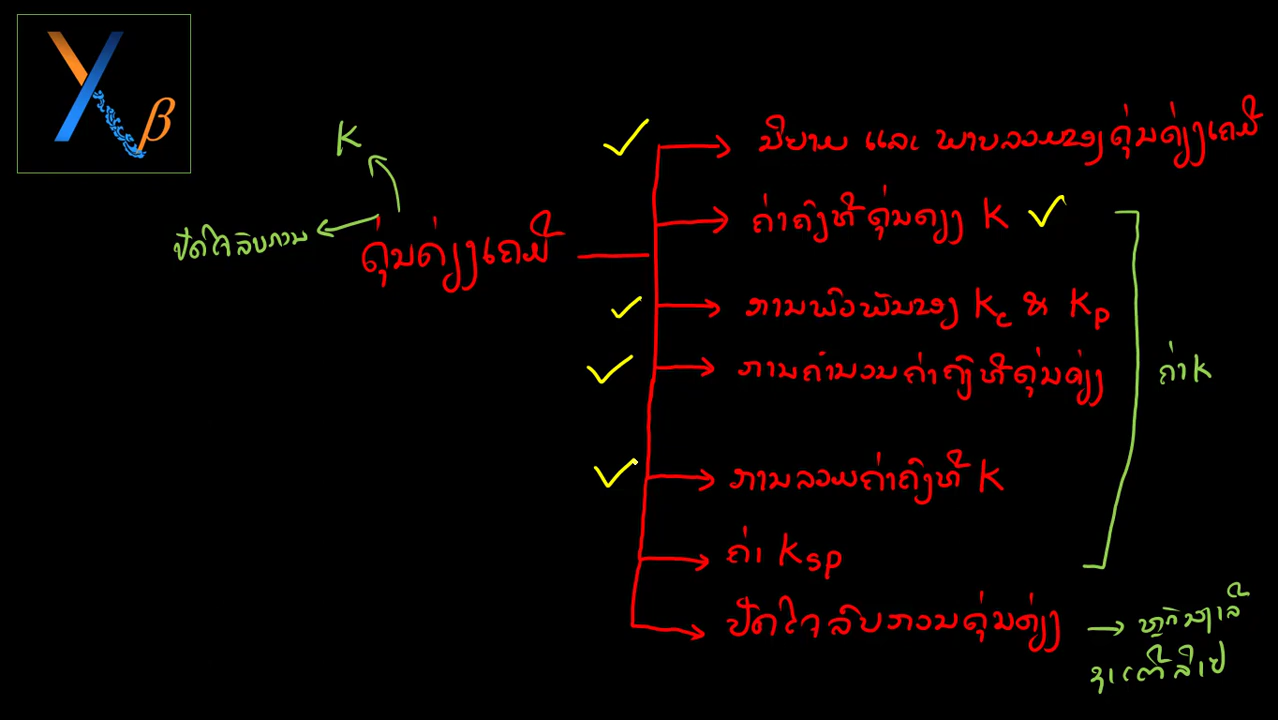 β
K
ປັດໃຈລົບກວນ
ດຸ່ນດ່ຽງເຄມີ
ນິຍາມ ແລະ ພາບລວມຂອງດຸ່ນດ່ຽງເຄມີ
ຄ່າຄົງທີ່ດຸ່ນດຽງ K
ການພົວພັນຂອງ Kc & Kp
ການຄຳນວນຄ່າຄົງທີ່ດຸ່ນດ່ຽງ
ການລວມຄ່າຄົງທີ່ K
ຄ່າ Ksp
ປັດໃຈລົບກວນດຸ່ນດ່ຽງ
ຄ່າ K